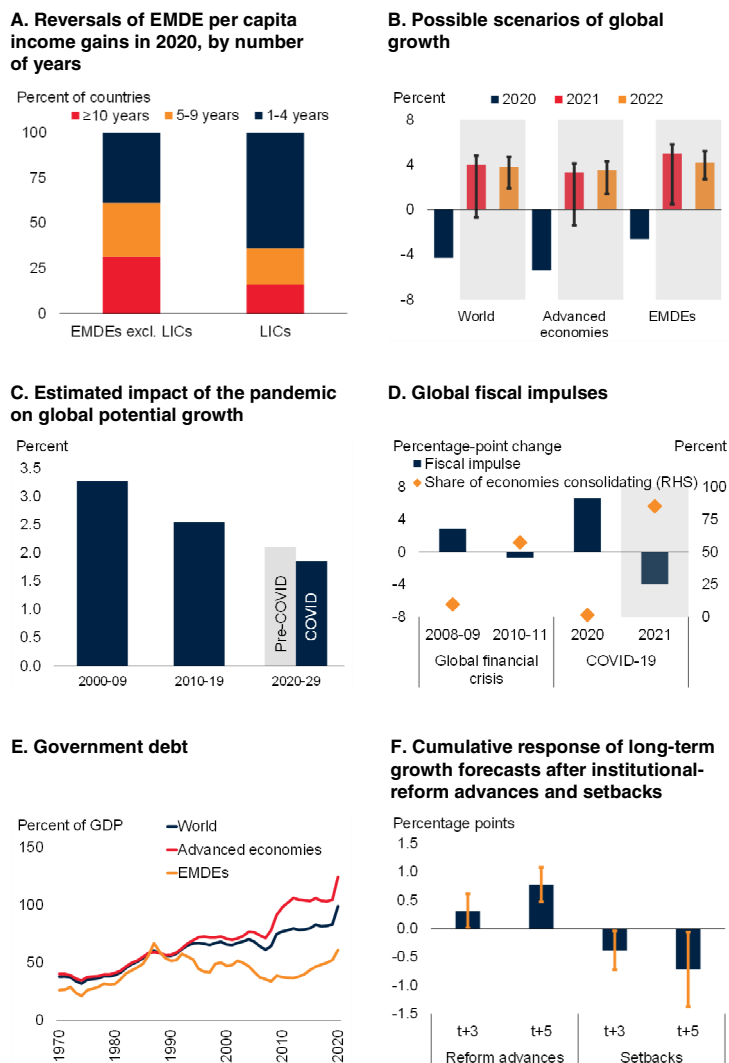 A. Reversals of EMDE per capita
income gains in 2020, by number
of years
Percent of countries
≥10 years 5-9 years 1-4 years
100
75
50
25
0
EMDEs excl. LICs LICs
B. Possible scenarios of global
growth
Percent
2020 2021 2022
8
4
0
-4
-8
World Advanced economies EMDEs
C. Estimated impact of the pandemic
on global potential growth
Percent
3.5
3.0
2.5
2.0
1.5
1.0
0.5
0.0
Pre-COVID
COVID
2000-09 2010-19 2020-29
D. Global fiscal impulses
Percentage-point change Percent
Fiscal impulse
Share of economies consolidating (RHS)
8 100
4 75
0 50
-4 25
-8 0
2008-09 2010-11 2020 2021
Global financial crisis COVID-19
E. Government debt
Percent of GDP
World
Advanced economies
EMDEs
150
100
50
0
1970 1980 1990 2000 2010 2020
F. Cumulative response of long-term
growth forecasts after institutional-
reform advances and setbacks
Percentage points
1.5
1.0
0.5
0.0
-0.5
-1.0
-1.5
t+3 t+5 t+3 t+5
Reform advances Setbacks